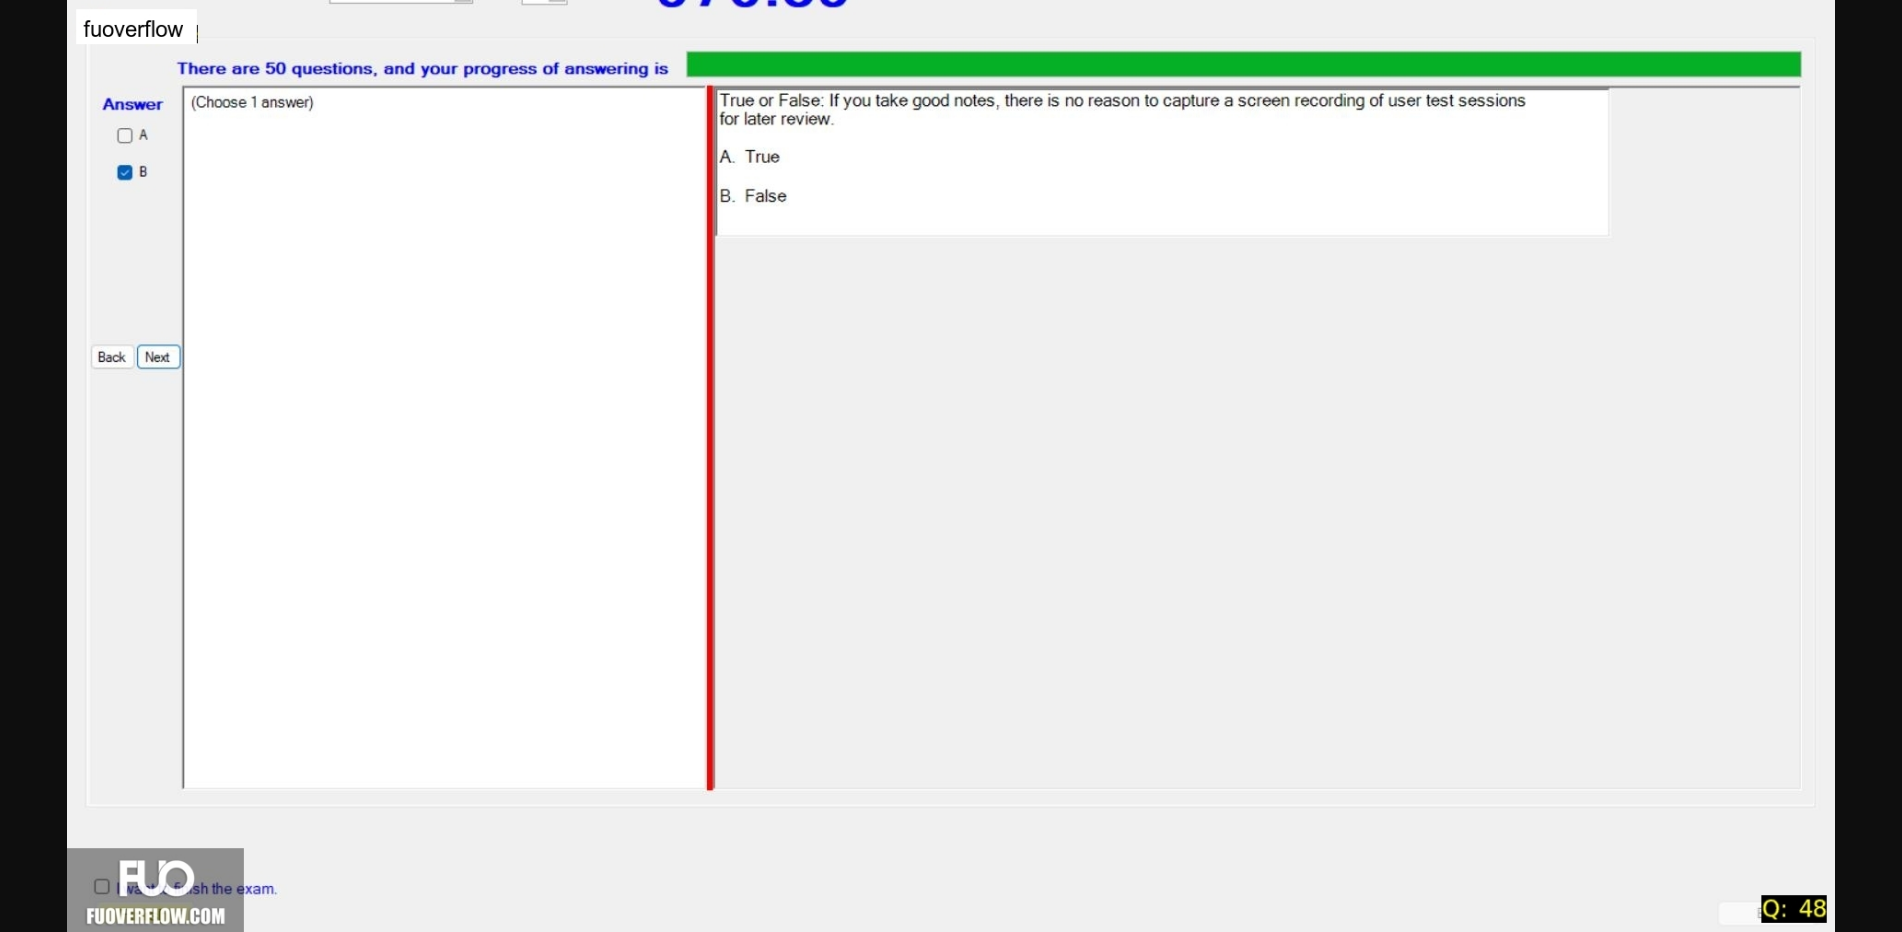 fuoverflow
There are 50 questions, and your progress of answering is
Answer
(Choose 1 answer)
A
B
Back
Next
True or False: If you take good notes, there is no reason to capture a screen recording of user test sessions
for later review.
A. True
B. False
FUO
sh the exam.
FUOVERFLOW.COM
Q: 48